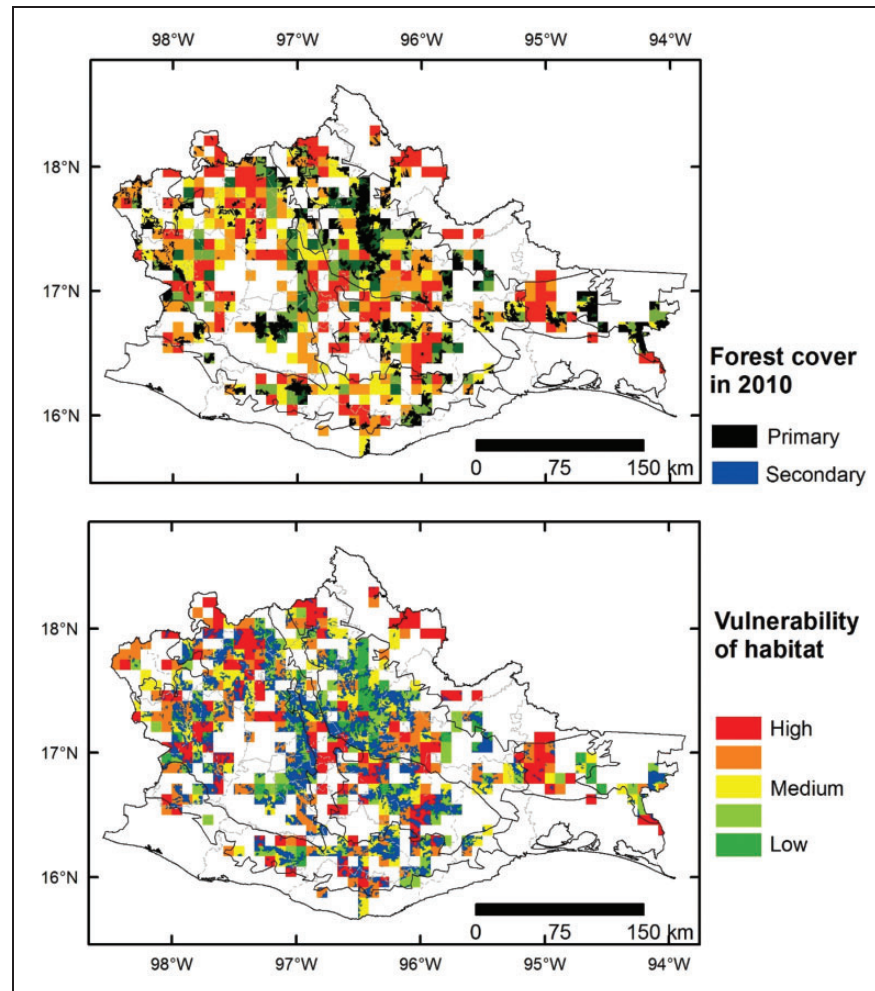 98°W 97°W 96°W 95°W 94°W
18°N
17°N
16°N
Forest cover
in 2010
Primary
Secondary
0 75 150 km
18°N
17°N
16°N
Vulnerability
of habitat
High
Medium
Low
0 75 150 km
98°W 97°W 96°W 95°W 94°W